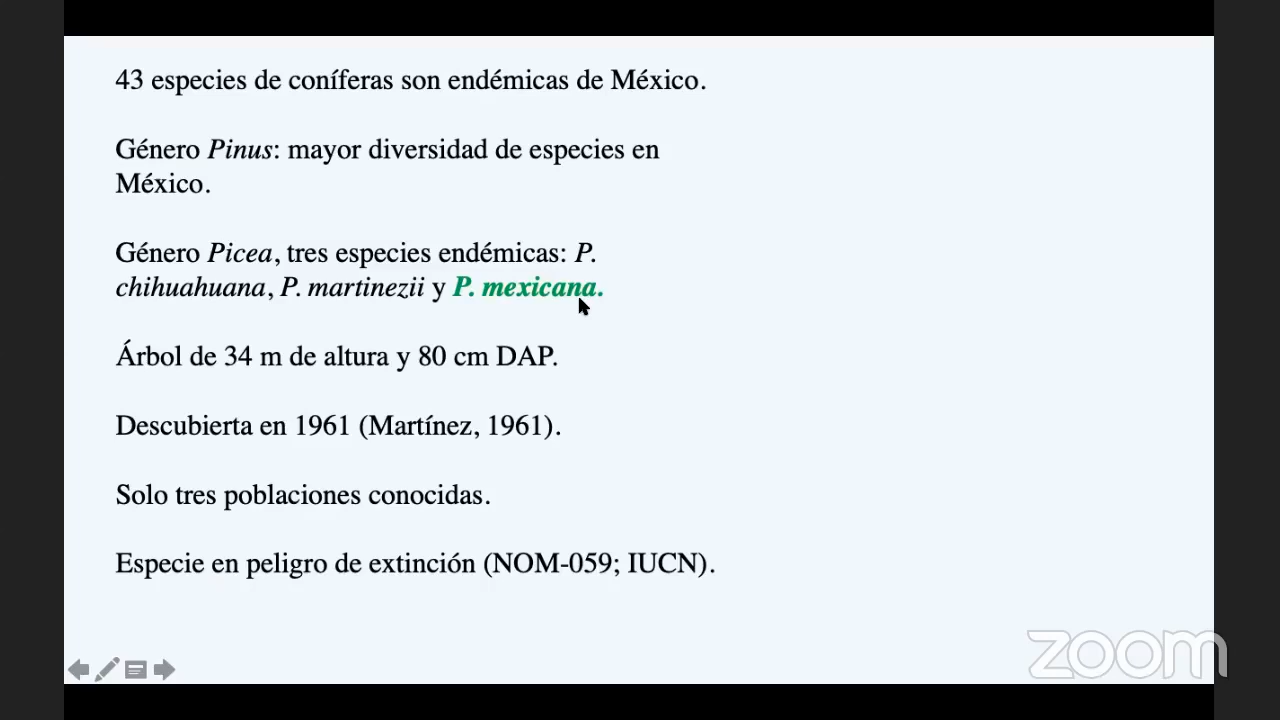 43 especies de coníferas son endémicas de México.
Género Pinus: mayor diversidad de especies en
México.
Género Picea, tres especies endémicas: P.
chihuahuana, P. martinezii y P. mexicana.
Árbol de 34 m de altura y 80 cm DAP.
Descubierta en 1961 (Martínez, 1961).
Solo tres poblaciones conocidas.
Especie en peligro de extinción (NOM-059; IUCN).
zoom